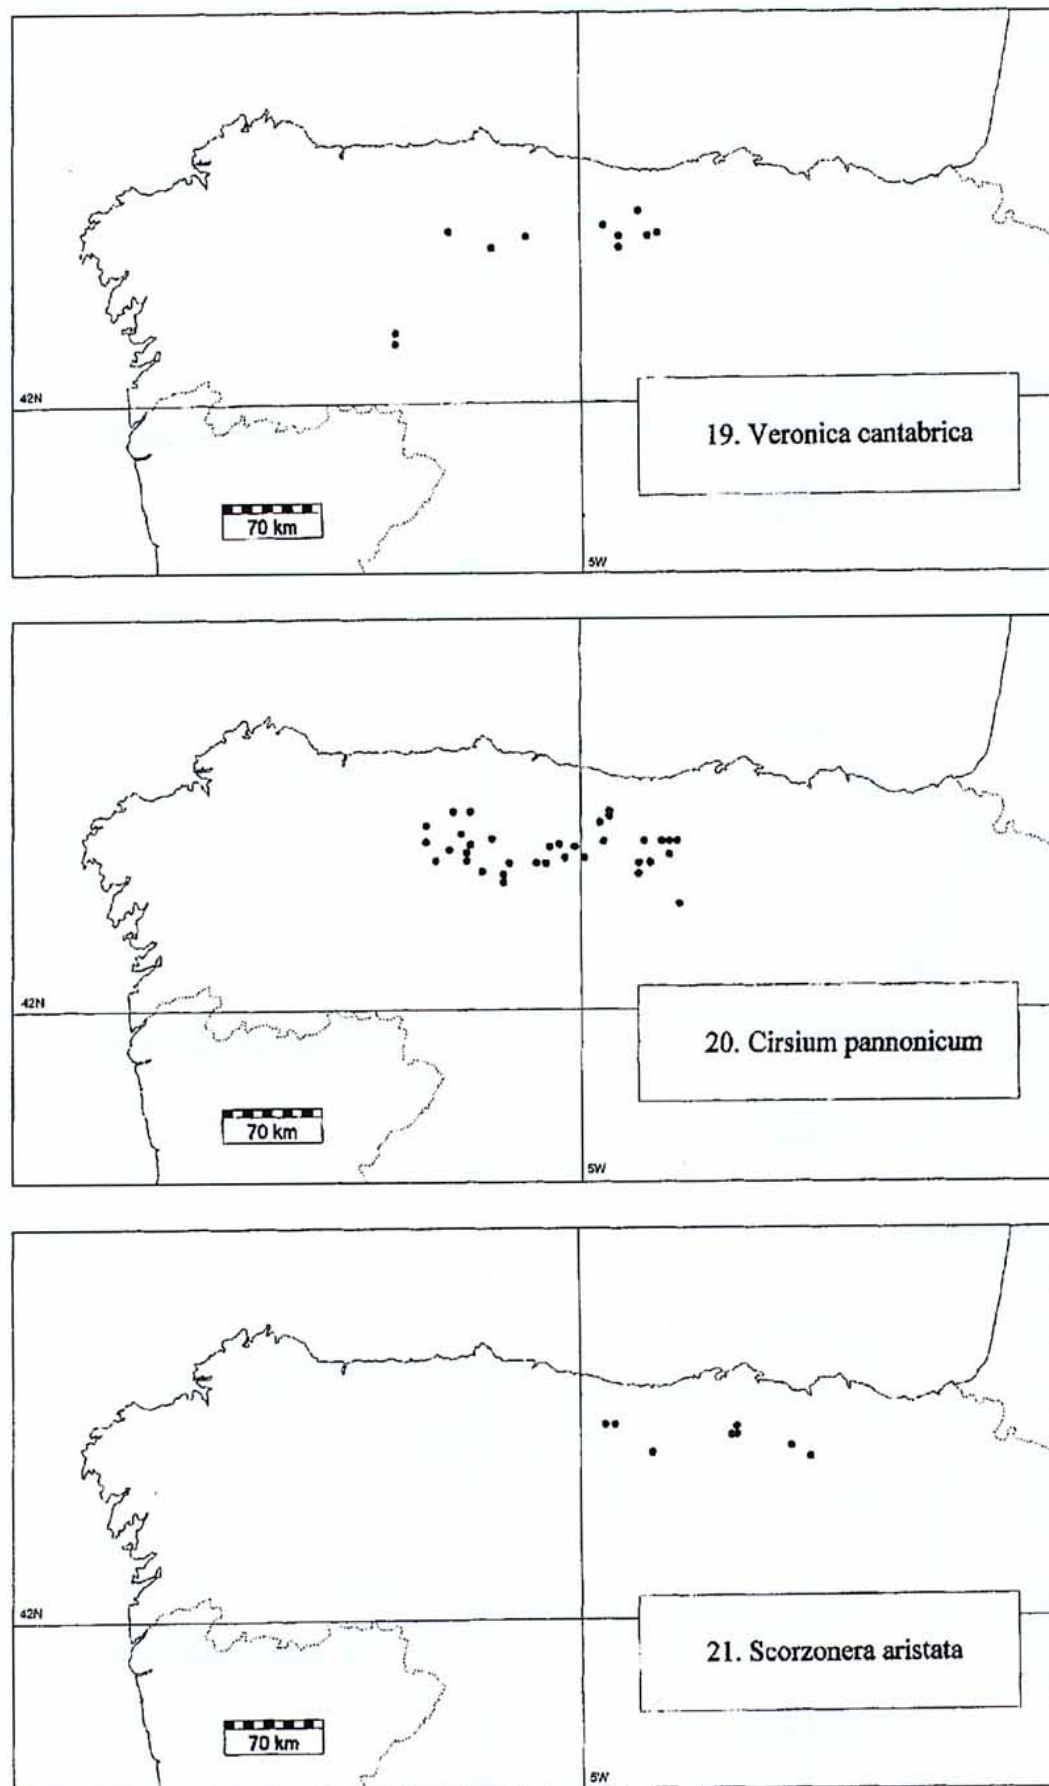 42N
19. Veronica cantabrica
70 km
5W
42N
20. Cirsium pannonicum
70 km
5W
42N
21. Scorzonera aristata
70 km
5W